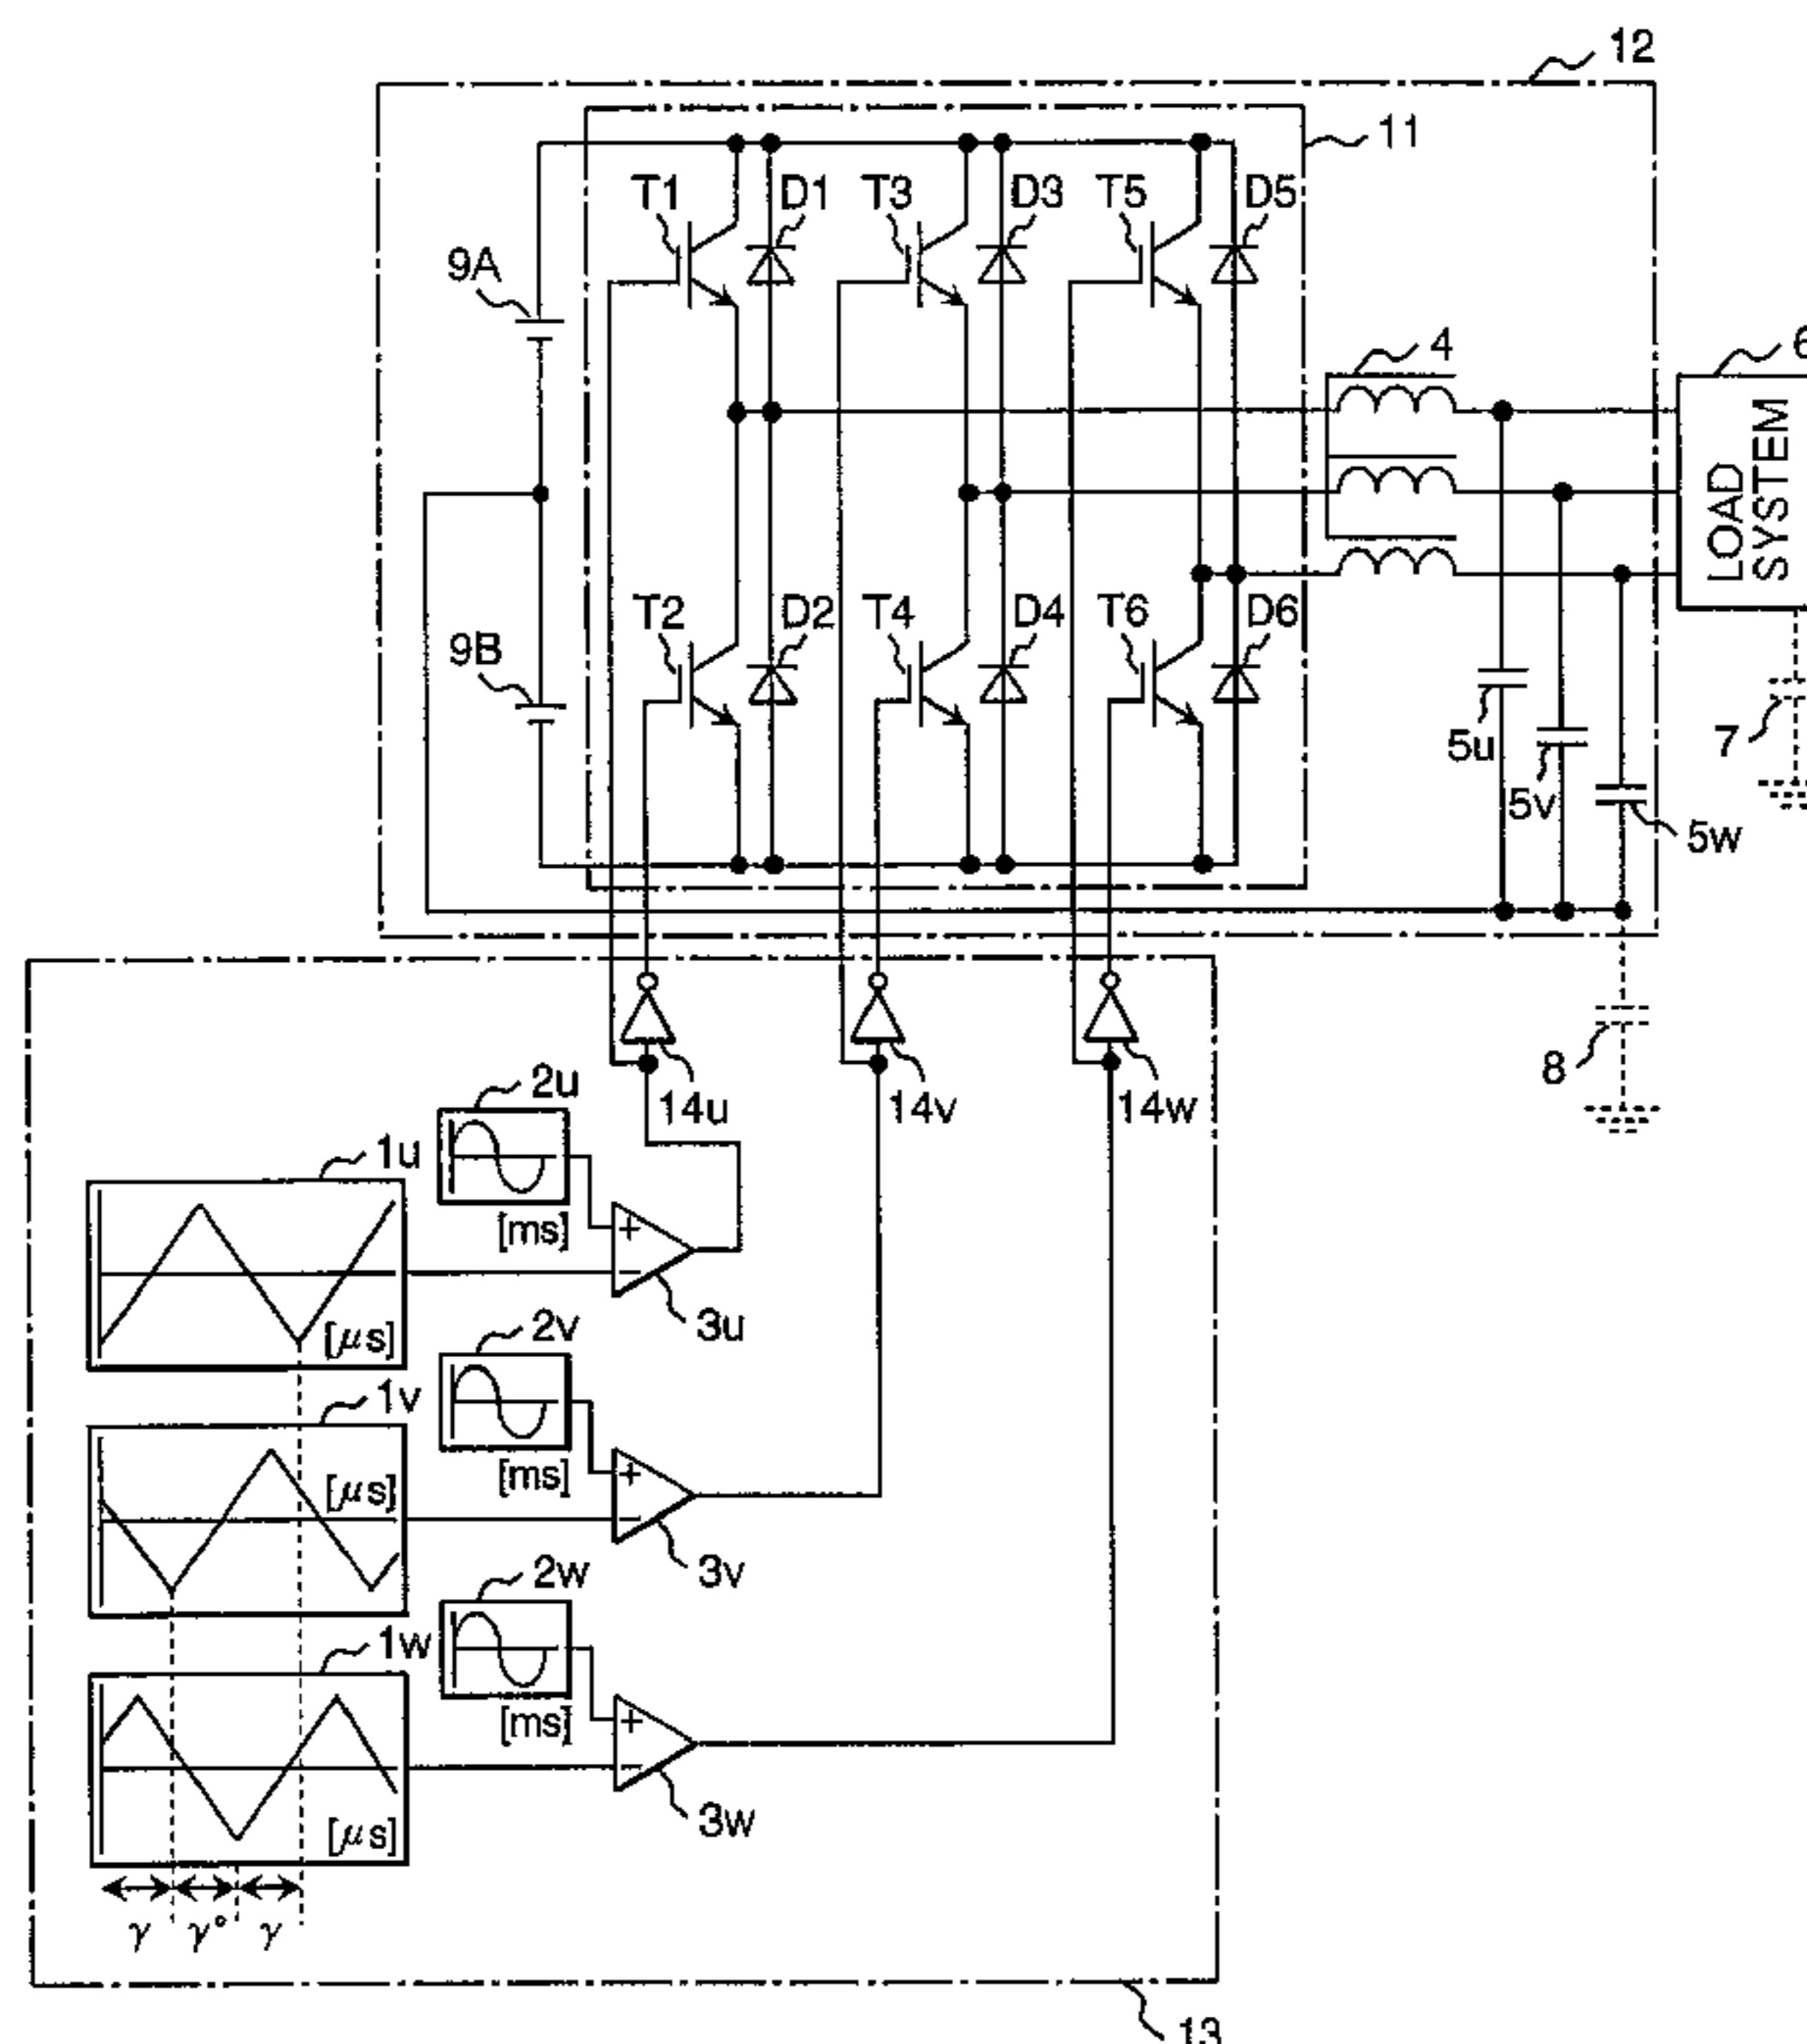 12
11
T1
D1
T3
D3
T5
D5
9A
4
6
LOAD
SYSTEM
T2
D2
T4
D4
T6
D6
9B
5u
7
5v
5w
8
2u
14u
14v
14w
1u
[ms]
+
−
[μs]
3u
2v
1v
[μs]
[ms]
+
−
3v
2w
1w
[ms]
+
−
[μs]
3w
γ γ° γ
13